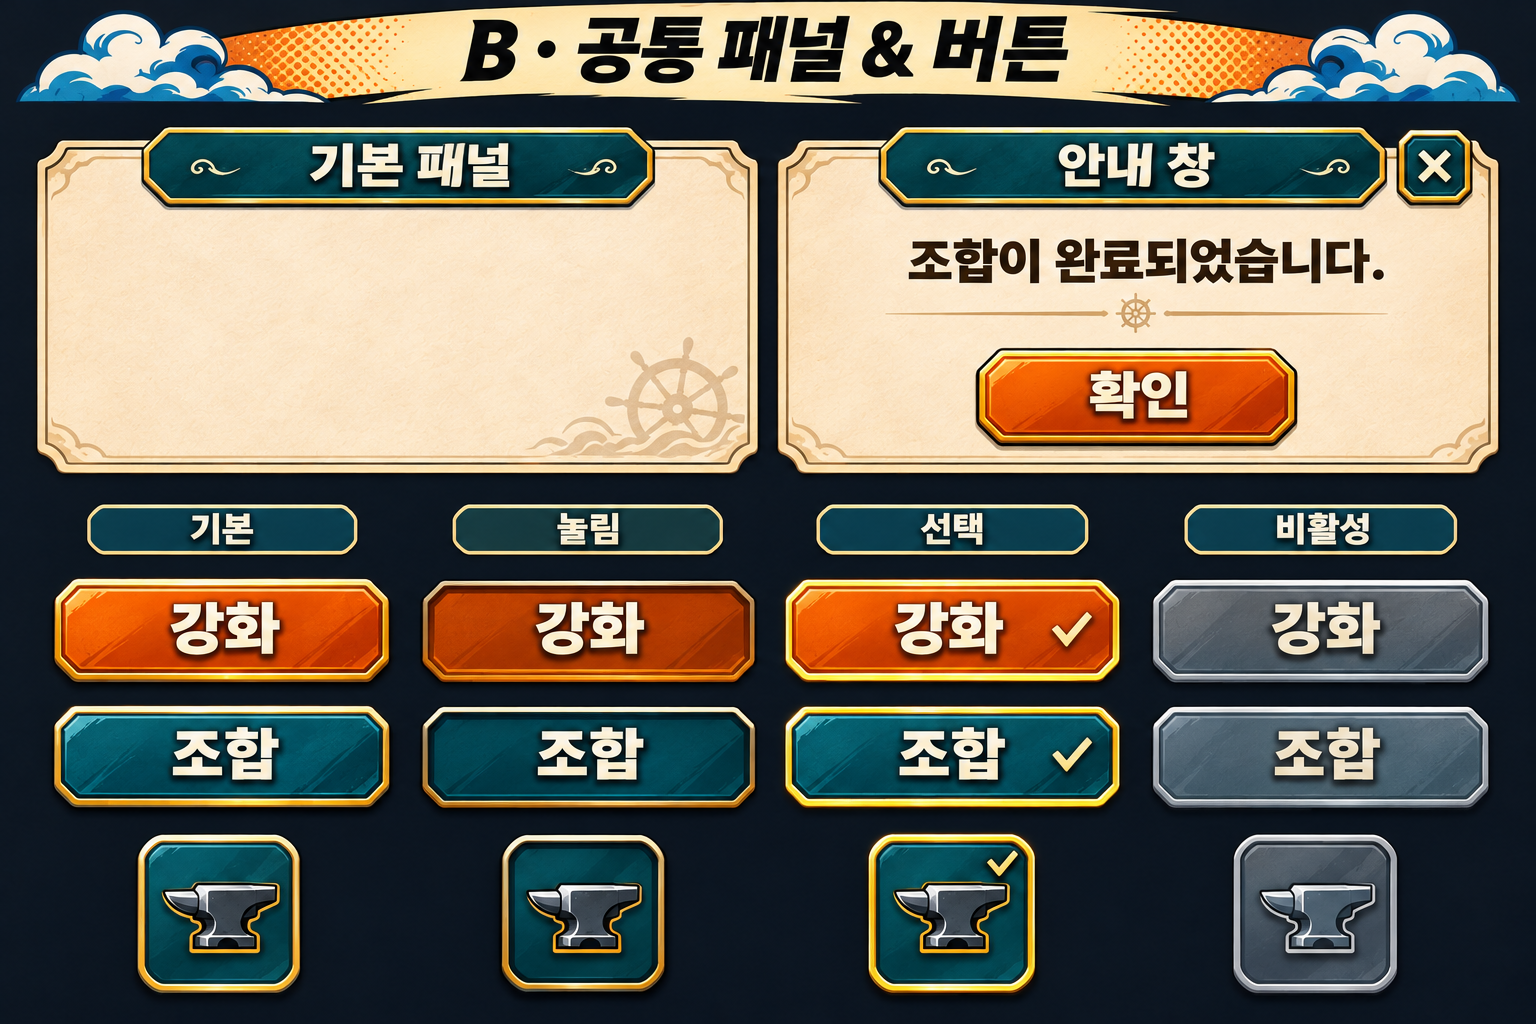 B · 공통 패널 & 버튼
기본 패널
안내 창
조합이 완료되었습니다.
확인
기본 눌림 선택 비활성
강화 강화 강화 강화
조합 조합 조합 조합